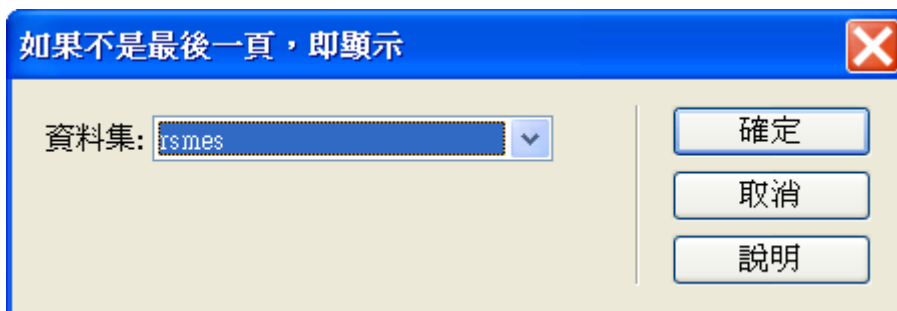 如果不是最後一頁，即顯示
資料集: rsmes
確定
取消
說明